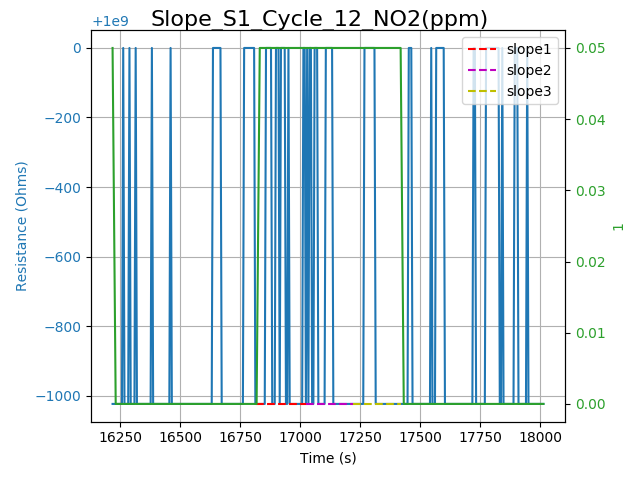 Slope_S1_Cycle_12_NO2(ppm)
+1e9
0
−200
−400
−600
−800
−1000
Resistance (Ohms)
slope1
slope2
slope3
0.05
0.04
0.03
0.02
0.01
0.00
1
16250 16500 16750 17000 17250 17500 17750 18000
Time (s)